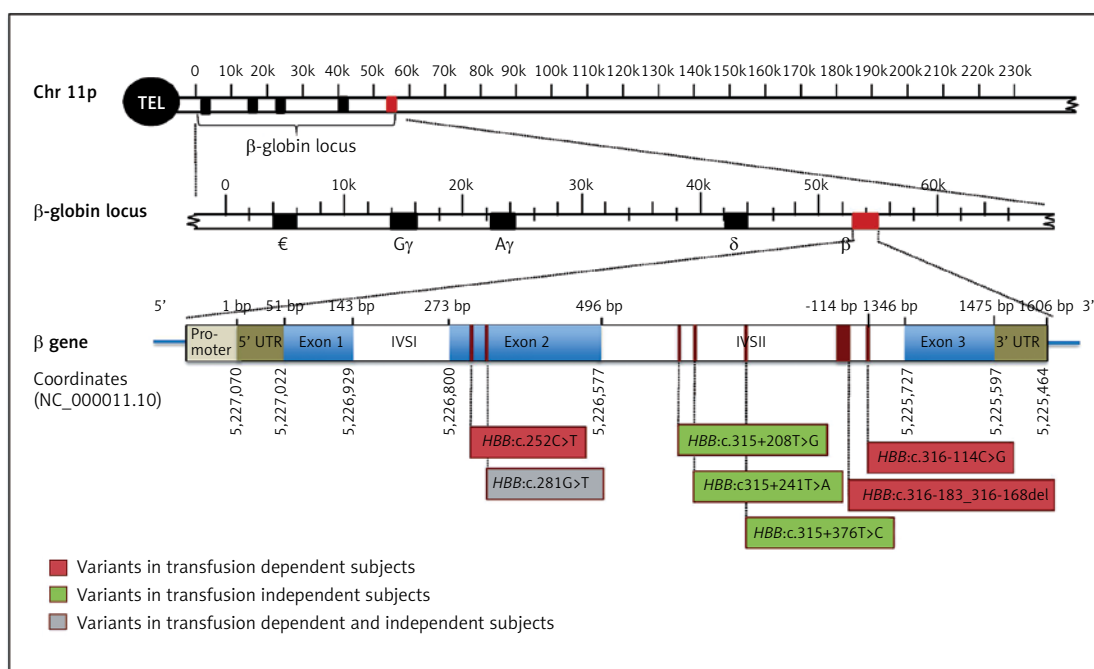 0 10k 20k 30k 40k 50k 60k 70k 80k 90k 100k 110k 120k 130k 140k 150k 160k 170k 180k 190k 200k 210k 220k 230k
Chr 11p
TEL
β-globin locus
0 10k 20k 30k 40k 50k 60k
β-globin locus
€ Gγ Aγ δ β
5’ 1 bp 51 bp 143 bp 273 bp 496 bp -114 bp 1346 bp 1475 bp 1606 bp 3’
β gene
Pro-
moter
5’ UTR Exon 1 IVSI Exon 2 IVSII Exon 3 3’ UTR
Coordinates
(NC_000011.10)
5,227,070
5,227,022
5,226,929
5,226,800
5,226,577
5,225,727
5,225,597
5,225,464
HBB:c.252C>T
HBB:c.281G>T
HBB:c.315+208T>G
HBB:c315+241T>A
HBB:c.315+376T>C
HBB:c.316-114C>G
HBB:c.316-183_316-168del
Variants in transfusion dependent subjects
Variants in transfusion independent subjects
Variants in transfusion dependent and independent subjects